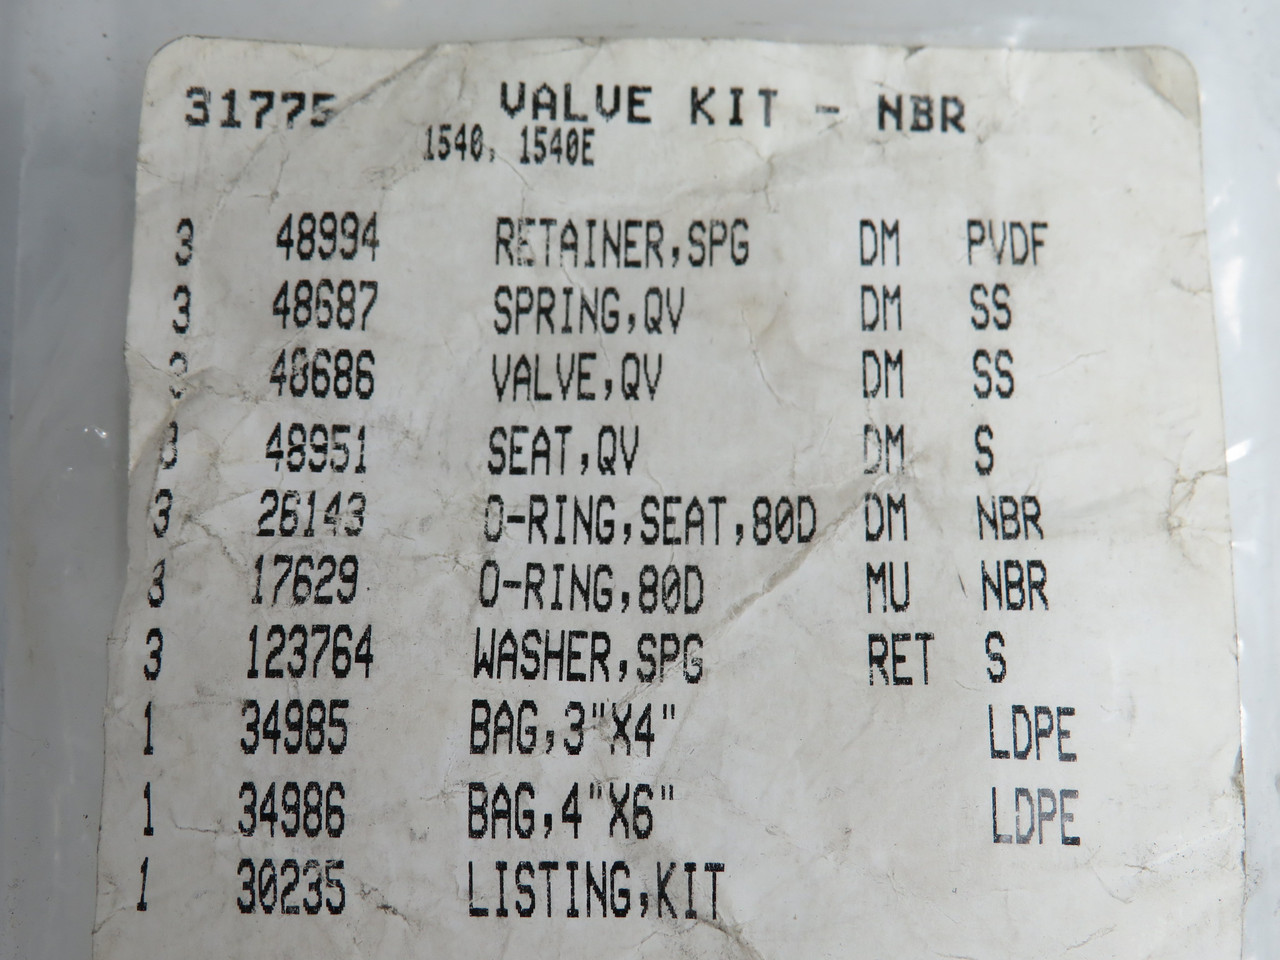 31775 VALVE KIT - NBR
1540, 1540E
3 48994 RETAINER,SPG DM PVDF
3 48687 SPRING,QV DM SS
3 48686 VALVE,QV DM SS
3 48951 SEAT,QV DM S
3 26143 O-RING,SEAT,80D DM NBR
3 17629 O-RING,80D MU NBR
3 123764 WASHER,SPG RET S
1 34985 BAG,3"X4" LDPE
1 34986 BAG,4"X6" LDPE
1 30235 LISTING,KIT